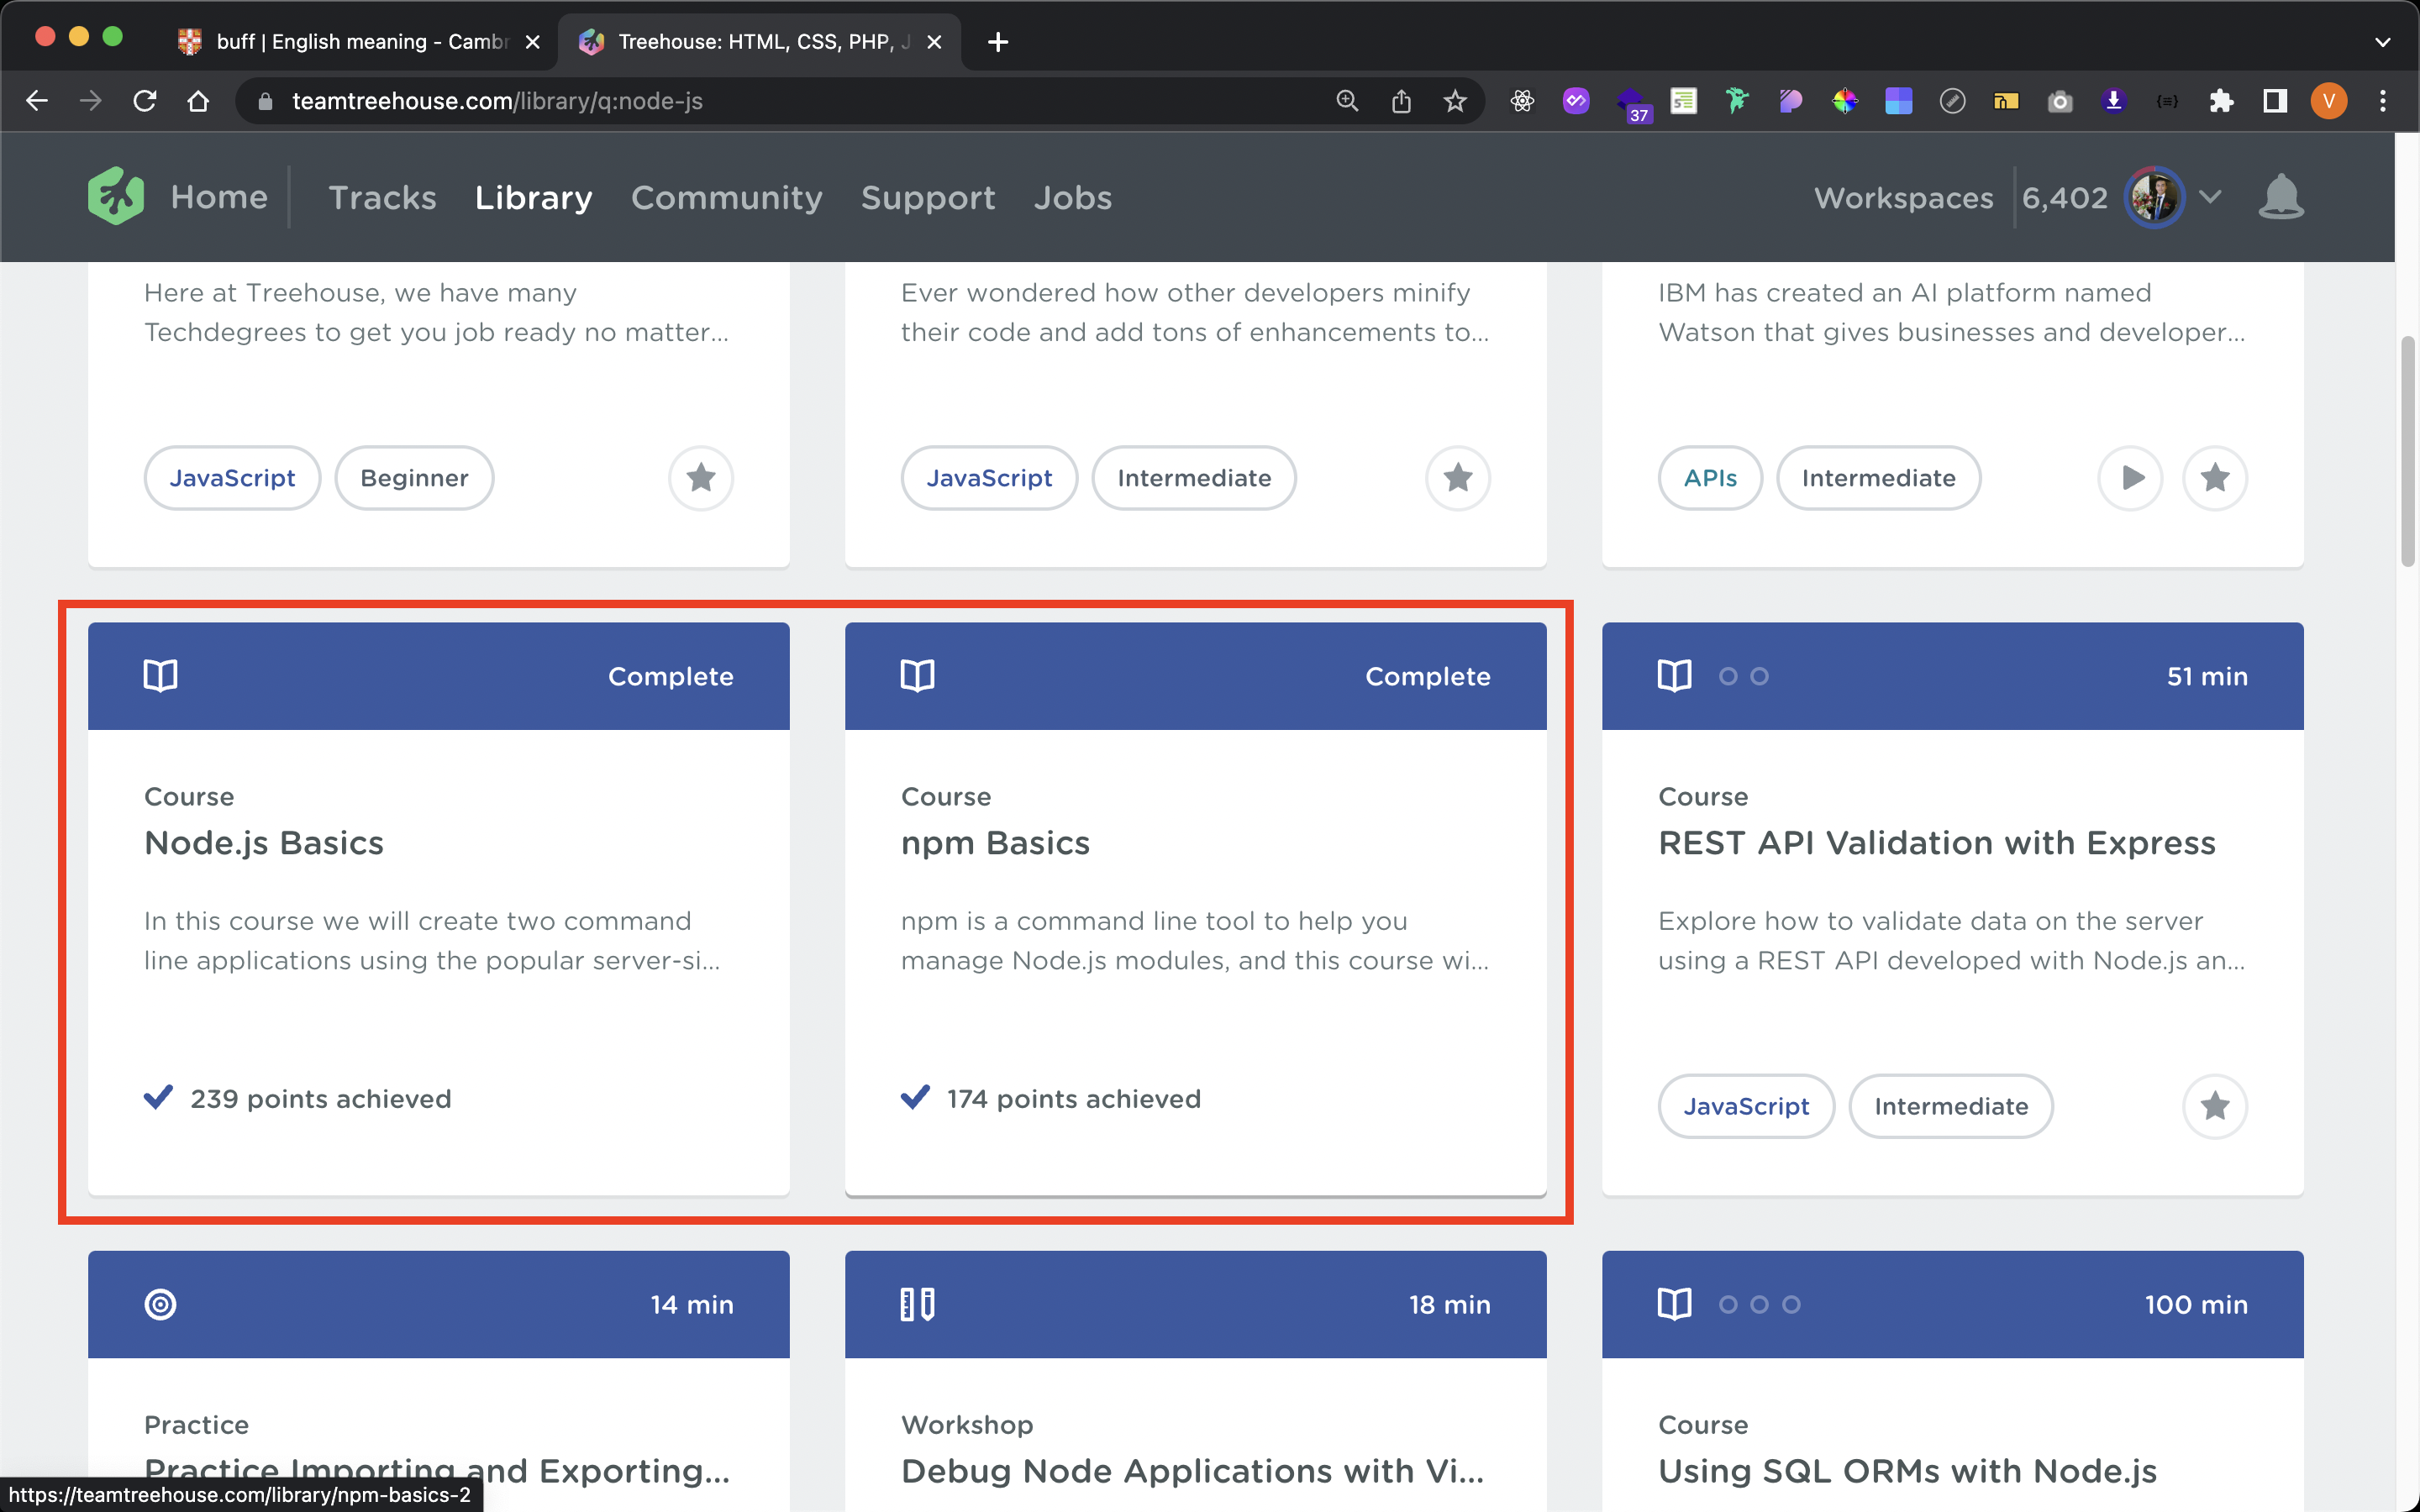 buff | English meaning - Cambr
Treehouse: HTML, CSS, PHP, J
teamtreehouse.com/library/q:node-js
37
V
Home
Tracks
Library
Community
Support
Jobs
Workspaces
6,402
Here at Treehouse, we have many
Techdegrees to get you job ready no matter...
JavaScript
Beginner
Ever wondered how other developers minify
their code and add tons of enhancements to...
JavaScript
Intermediate
IBM has created an AI platform named
Watson that gives businesses and developer...
APIs
Intermediate
Complete
Course
Node.js Basics
In this course we will create two command
line applications using the popular server-si...
239 points achieved
Complete
Course
npm Basics
npm is a command line tool to help you
manage Node.js modules, and this course wi...
174 points achieved
51 min
Course
REST API Validation with Express
Explore how to validate data on the server
using a REST API developed with Node.js an...
JavaScript
Intermediate
14 min
Practice
Practice Importing and Exporting...
18 min
Workshop
Debug Node Applications with Vi...
100 min
Course
Using SQL ORMs with Node.js
https://teamtreehouse.com/library/npm-basics-2